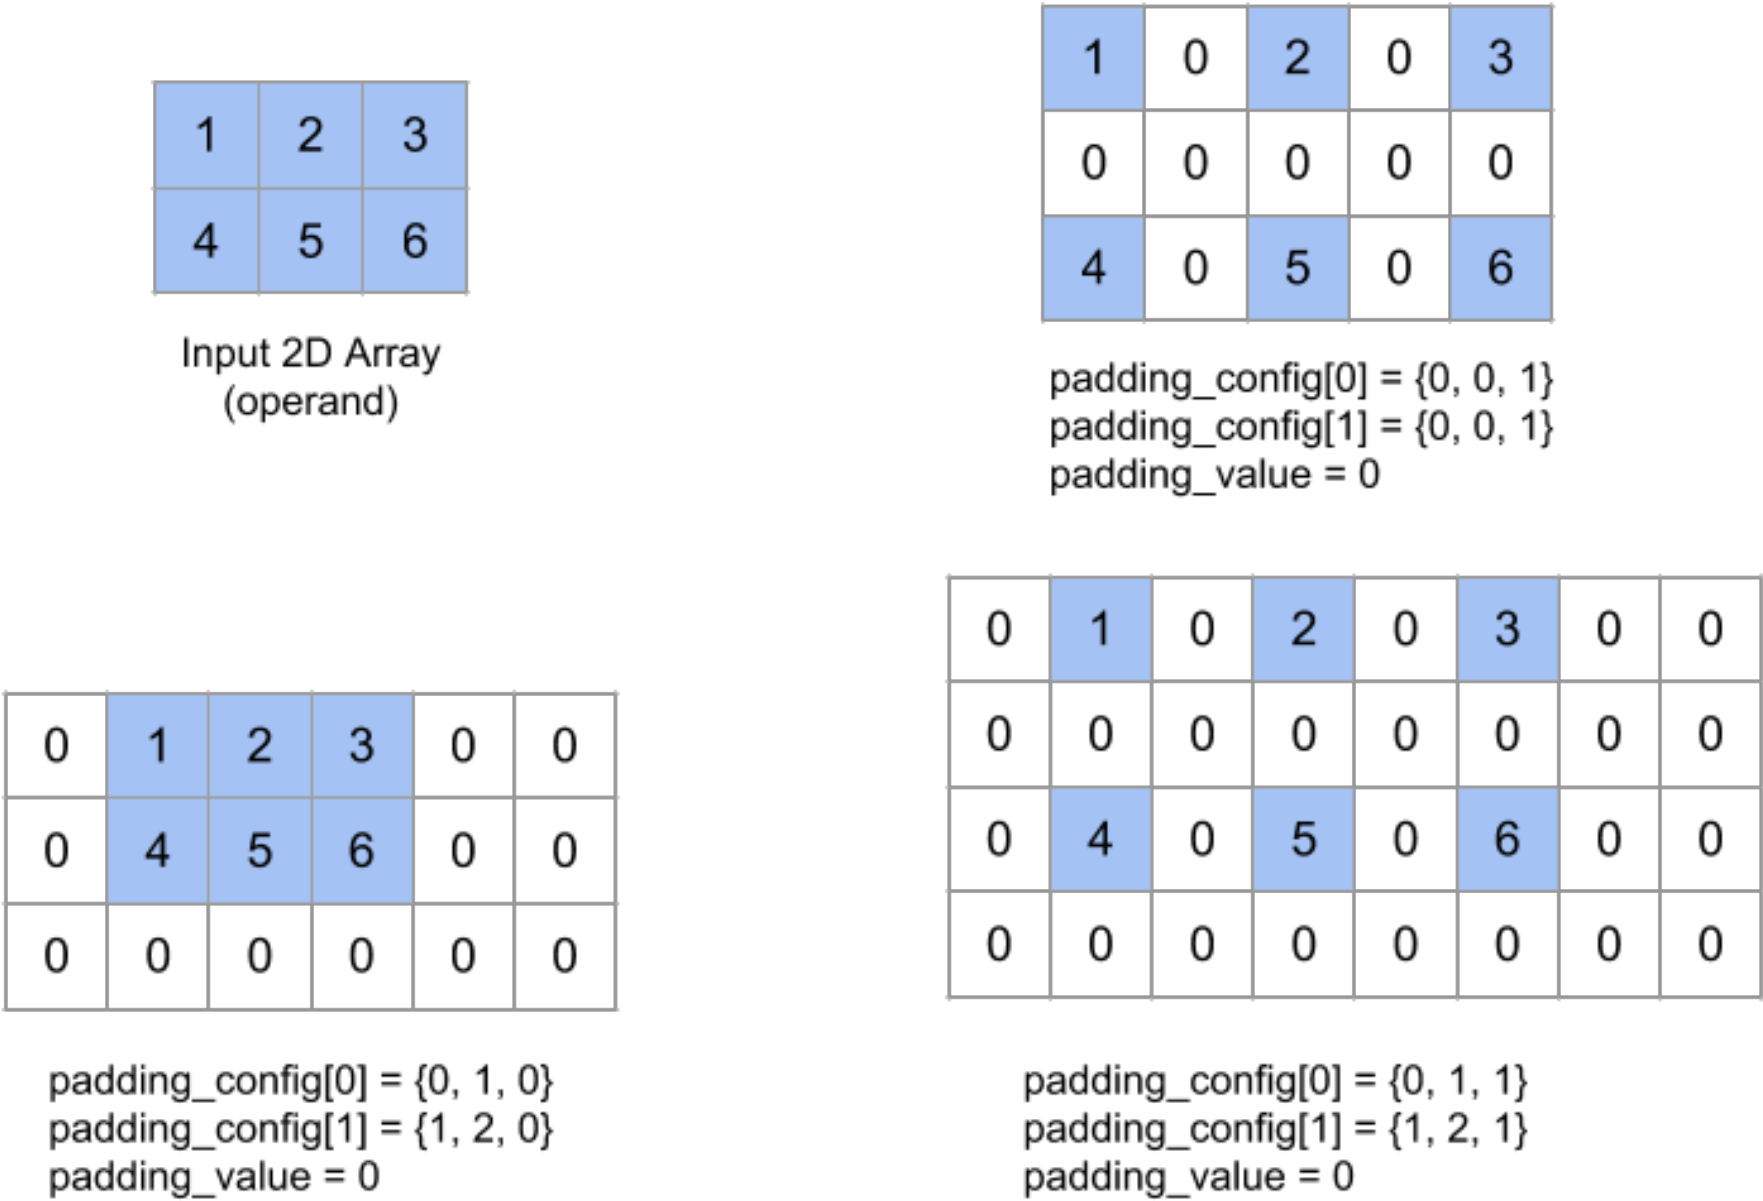 1 2 3
4 5 6
Input 2D Array
(operand)
1 0 2 0 3
0 0 0 0 0
4 0 5 0 6
padding_config[0] = {0, 0, 1}
padding_config[1] = {0, 0, 1}
padding_value = 0
0 1 2 3 0 0
0 4 5 6 0 0
0 0 0 0 0 0
padding_config[0] = {0, 1, 0}
padding_config[1] = {1, 2, 0}
padding_value = 0
0 1 0 2 0 3 0 0
0 0 0 0 0 0 0 0
0 4 0 5 0 6 0 0
0 0 0 0 0 0 0 0
padding_config[0] = {0, 1, 1}
padding_config[1] = {1, 2, 1}
padding_value = 0